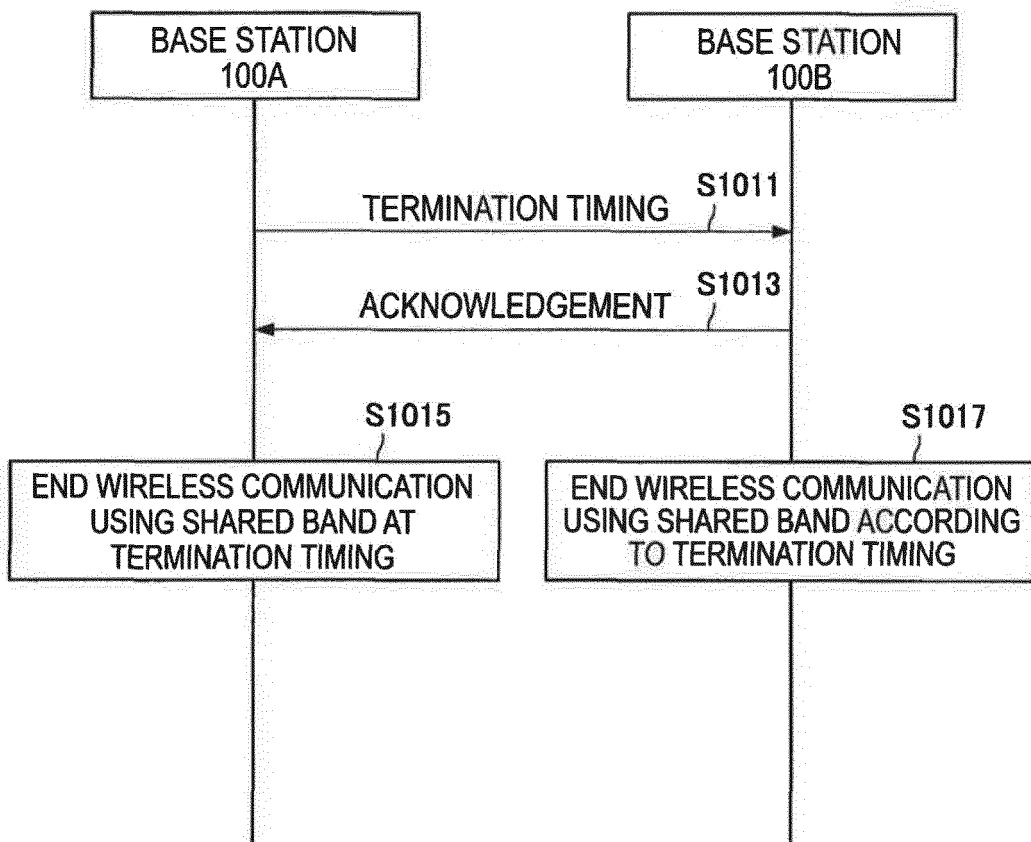 BASE STATION
100A
BASE STATION
100B
S1011
TERMINATION TIMING
S1013
ACKNOWLEDGEMENT
S1015
END WIRELESS COMMUNICATION
USING SHARED BAND AT
TERMINATION TIMING
S1017
END WIRELESS COMMUNICATION
USING SHARED BAND ACCORDING
TO TERMINATION TIMING